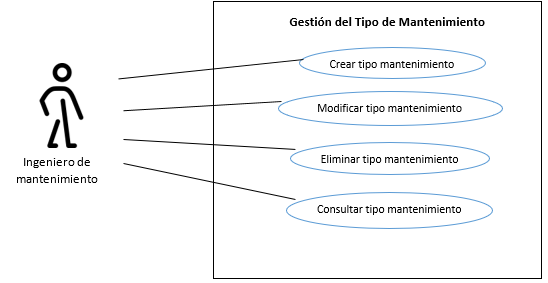 Gestión del Tipo de Mantenimiento
Crear tipo mantenimiento
Modificar tipo mantenimiento
Eliminar tipo mantenimiento
Consultar tipo mantenimiento
Ingeniero de
mantenimiento